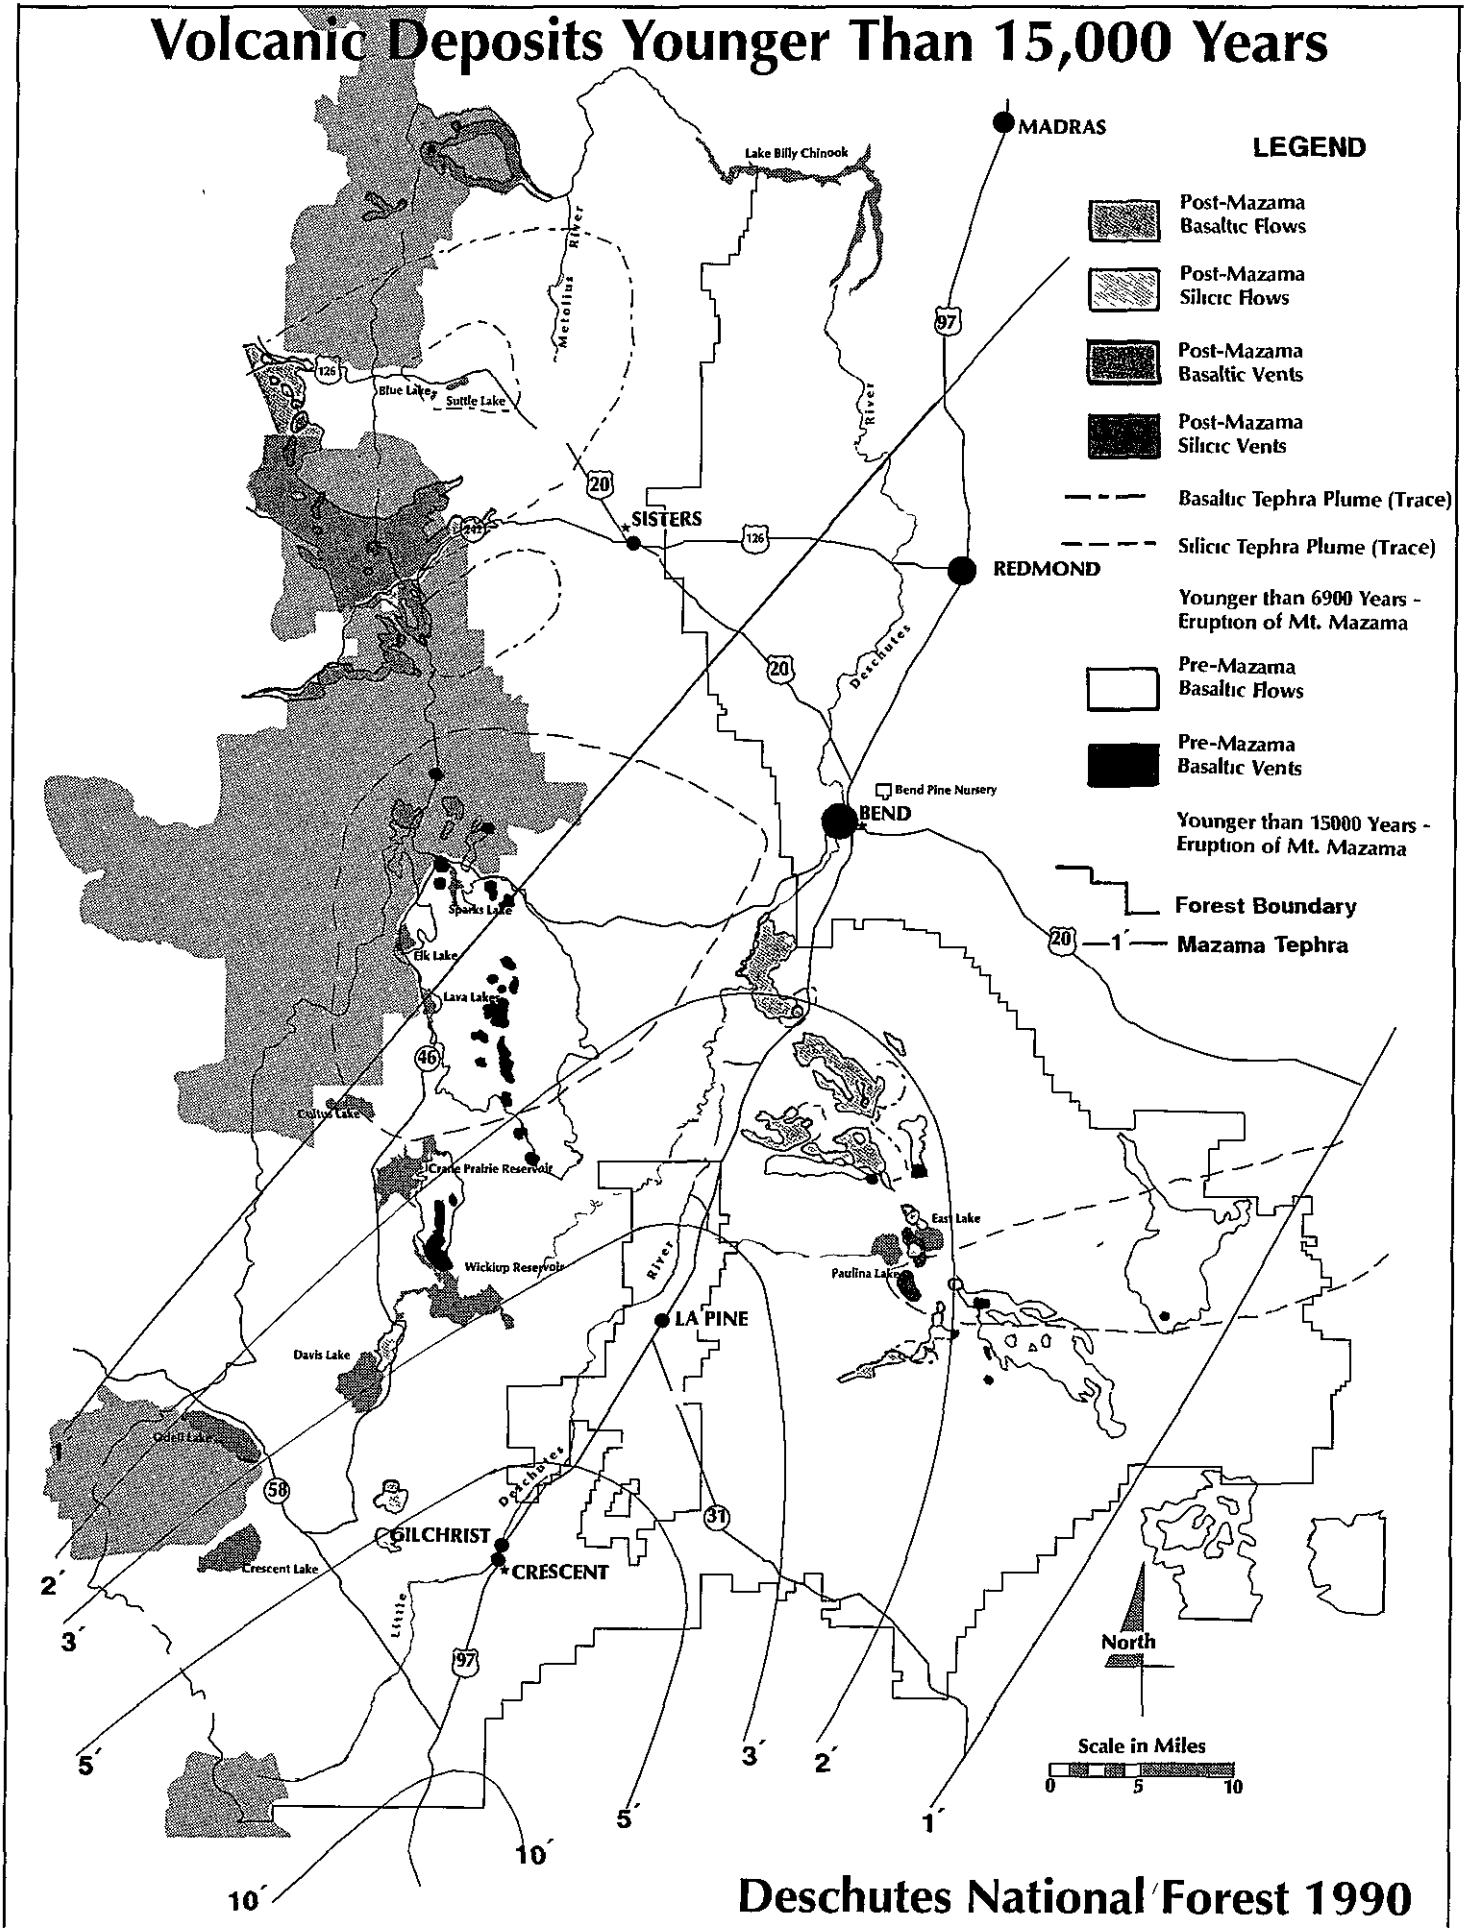 Volcanic Deposits Younger Than 15,000 Years
MADRAS
Lake Billy Chinook
LEGEND
Post-Mazama
Basaltic Flows
Post-Mazama
Silicic Flows
Post-Mazama
Basaltic Vents
Post-Mazama
Silicic Vents
Basaltic Tephra Plume (Trace)
Silicic Tephra Plume (Trace)
Younger than 6900 Years -
Eruption of Mt. Mazama
Pre-Mazama
Basaltic Flows
Pre-Mazama
Basaltic Vents
Younger than 15000 Years -
Eruption of Mt. Mazama
Forest Boundary
1´
Mazama Tephra
Metolius River
97
126
Blue Lake
Suttle Lake
River
20
SISTERS
242
126
REDMOND
20
Deschutes
Bend Pine Nursery
BEND
Sparks Lake
20
Elk Lake
Lava Lakes
46
Cultus Lake
Crane Prairie Reservoir
East Lake
Wickiup Reservoir
River
Paulina Lake
LA PINE
Davis Lake
Odell Lake
1´
58
Deschutes
31
GILCHRIST
Crescent Lake
CRESCENT
2´
Little
3´
97
North
5´
3´
2´
Scale in Miles
0
5
10
5´
1´
10´
10´
Deschutes National Forest 1990